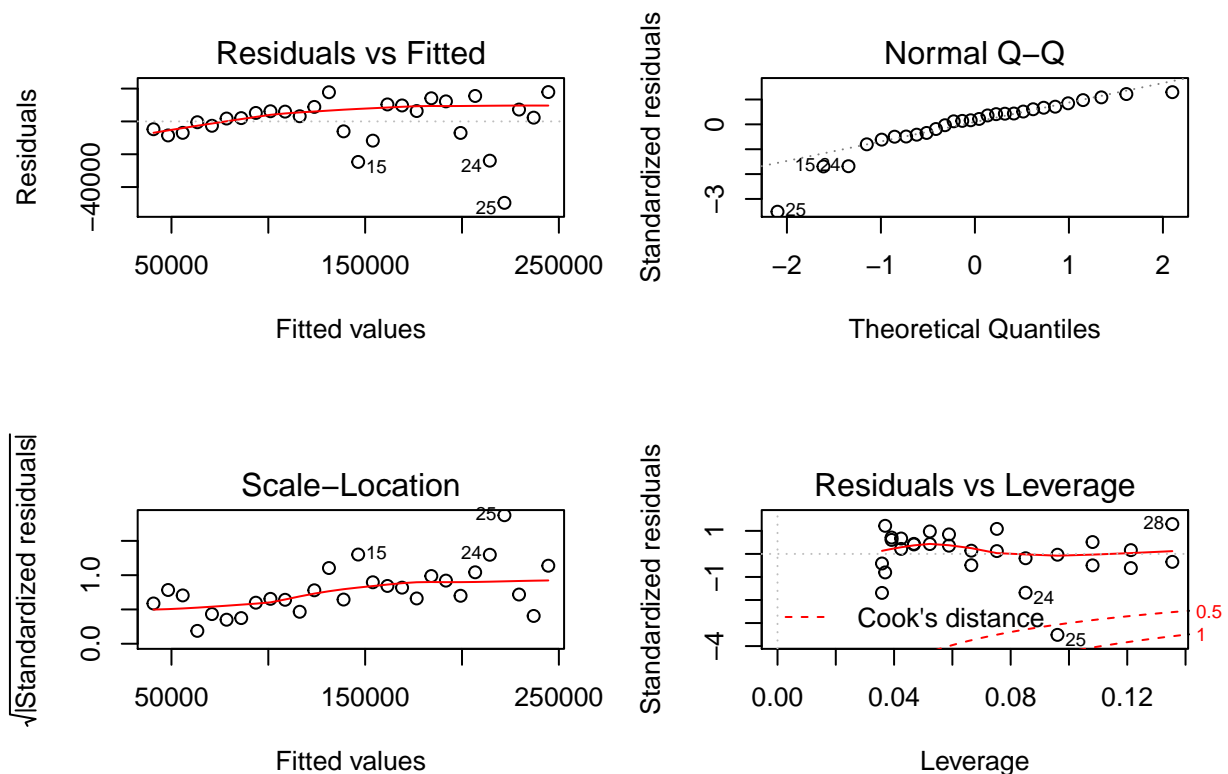 Residuals vs Fitted
Residuals
−40000
50000 150000 250000
Fitted values
15
24
25
Normal Q−Q
Standardized residuals
0
−3
−2 −1 0 1 2
Theoretical Quantiles
15
24
25
Scale−Location
√|Standardized residuals|
1.0
0.0
50000 150000 250000
Fitted values
25
15
24
Residuals vs Leverage
Standardized residuals
1
−1
−4
0.00 0.04 0.08 0.12
Leverage
28
24
Cook's distance
25
0.5
1